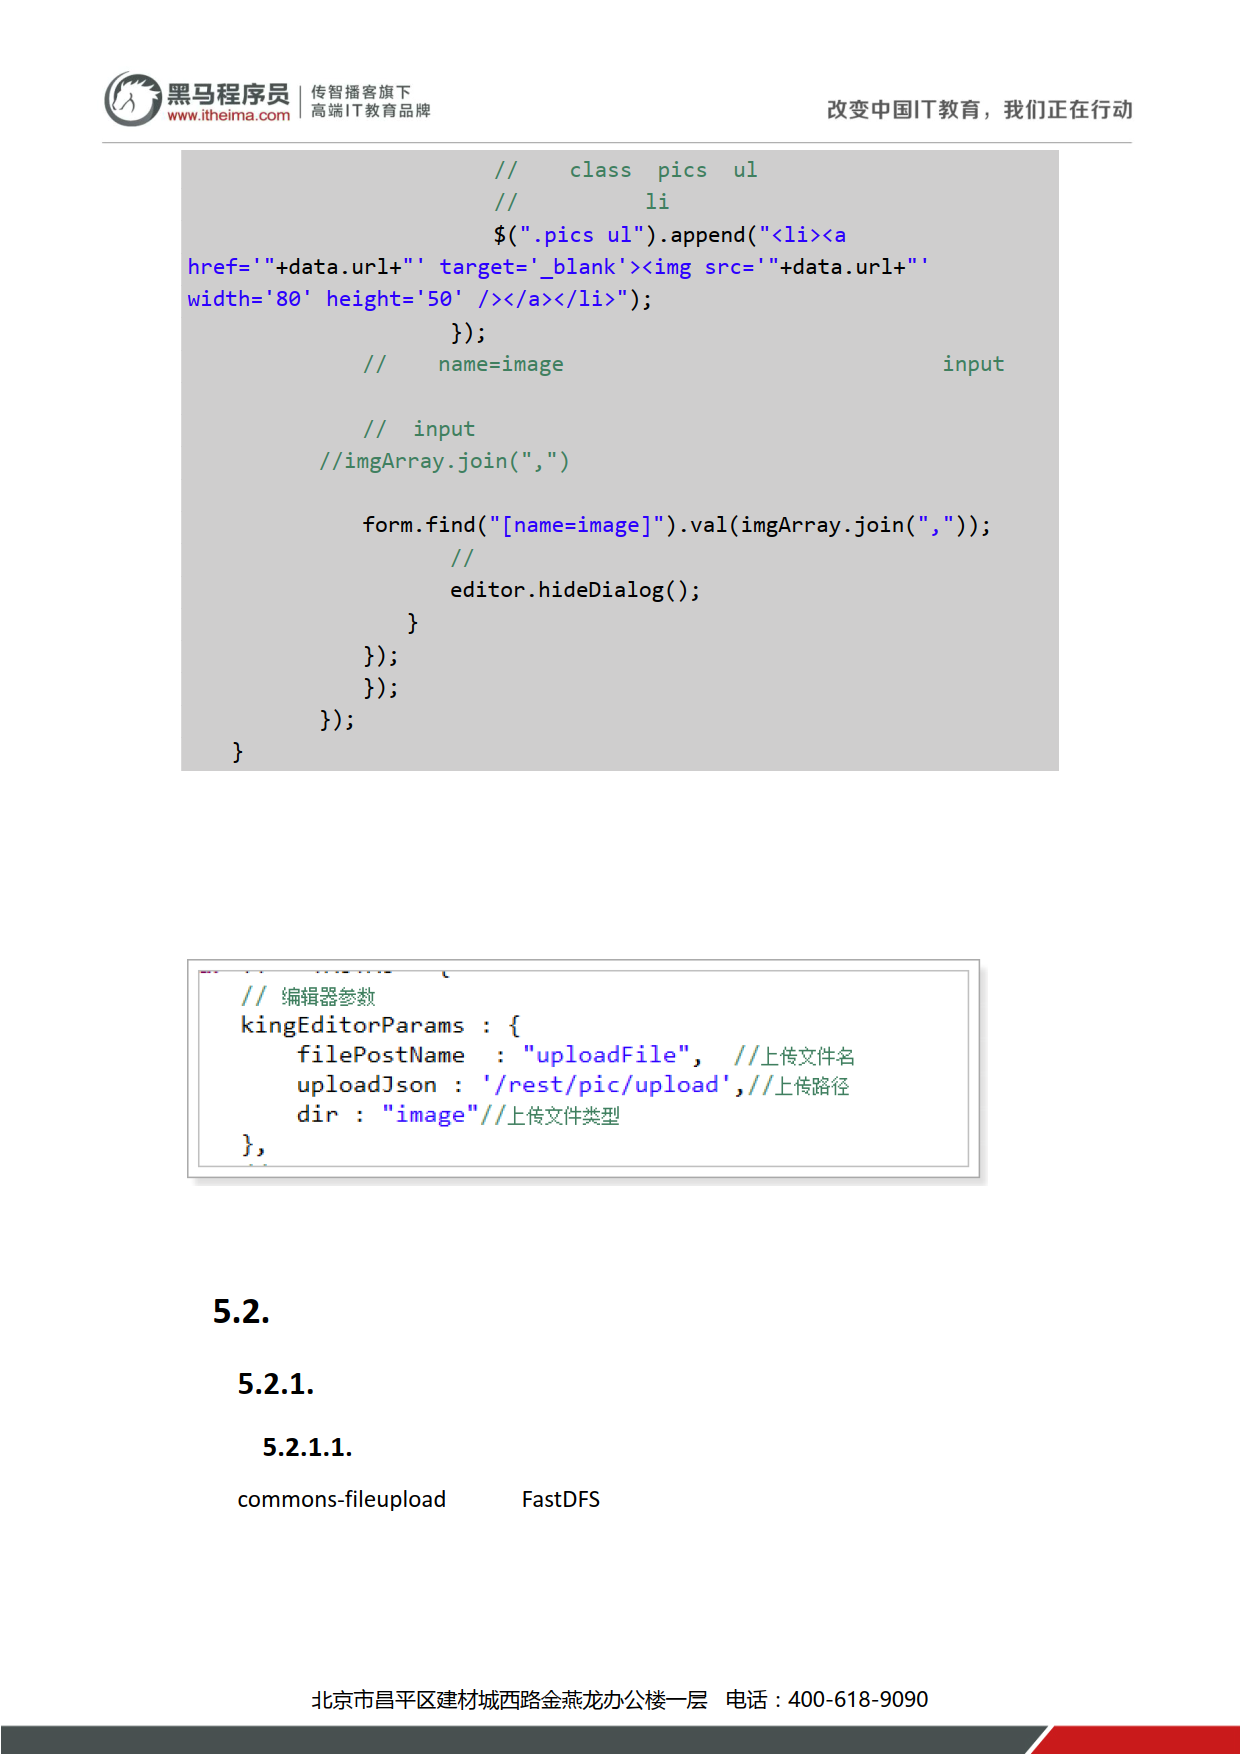 黑马程序员
www.itheima.com
传智播客旗下
高端IT教育品牌
改变中国IT教育，我们正在行动
// class pics ul
// li
$(".pics ul").append("<li><a
href='"+data.url+"' target='_blank'><img src='"+data.url+"'
width='80' height='50' /></a></li>");
});
// name=image input
// input
//imgArray.join(",")
form.find("[name=image]").val(imgArray.join(","));
//
editor.hideDialog();
}
});
});
});
}
// 编辑器参数
kingEditorParams : {
filePostName : "uploadFile", //上传文件名
uploadJson : '/rest/pic/upload',//上传路径
dir : "image"//上传文件类型
},
5.2.
5.2.1.
5.2.1.1.
commons-fileupload FastDFS
北京市昌平区建材城西路金燕龙办公楼一层 电话：400-618-9090